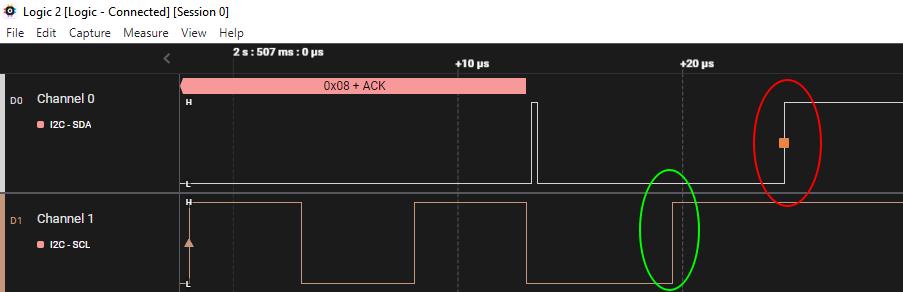 Logic 2 [Logic - Connected] [Session 0]
File Edit Capture Measure View Help
2 s : 507 ms : 0 µs
+10 µs
+20 µs
0x08 + ACK
D0 Channel 0
H
I2C - SDA
L
D1 Channel 1
H
I2C - SCL
L